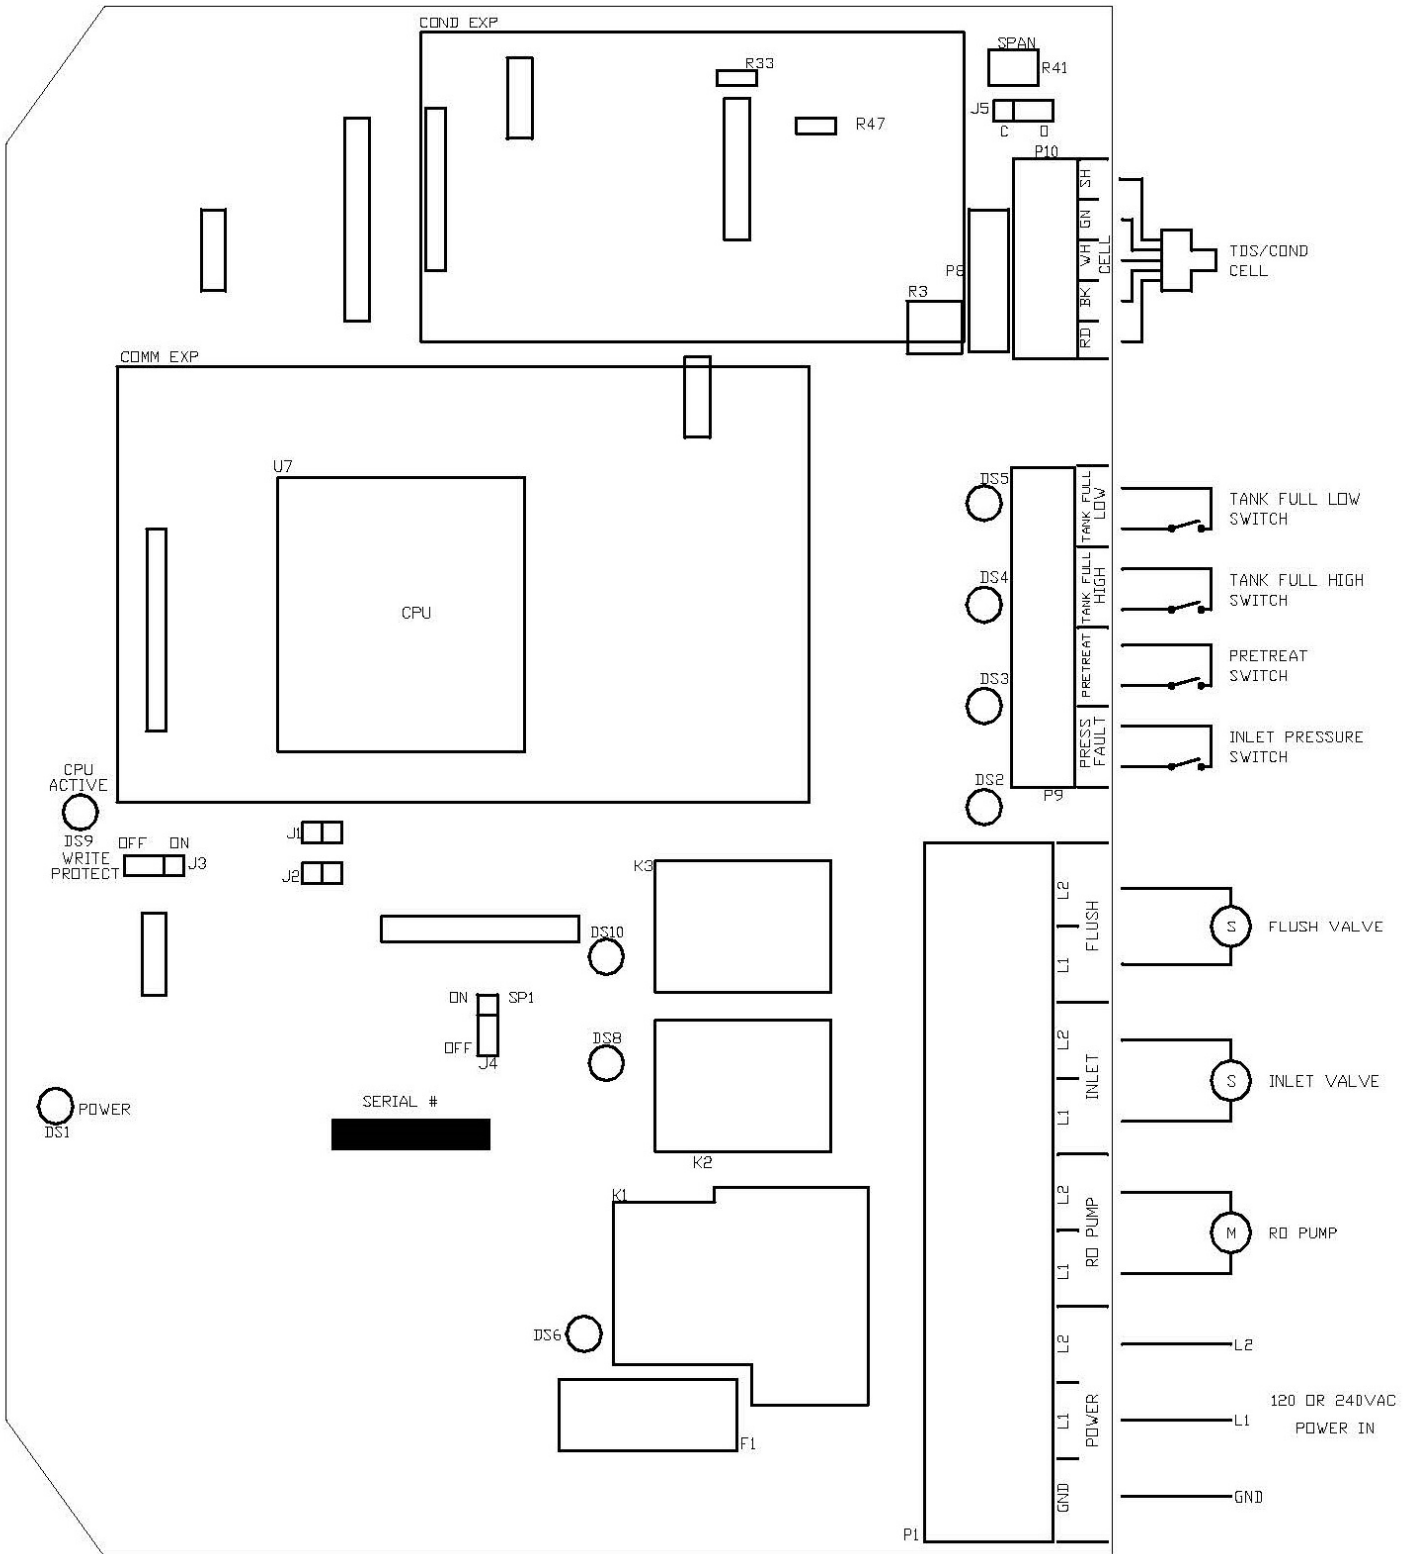 COND EXP
SPAN
R41
R33
J5
R47
C O
P10
SH
GN
WH
BK
RD
CELL
TDS/COND
CELL
P8
R3
COMM EXP
U7
CPU
DS5
TANK FULL
LOW
TANK FULL LOW
SWITCH
DS4
TANK FULL
HIGH
TANK FULL HIGH
SWITCH
DS3
PRETREAT
PRETREAT
SWITCH
PRESS
FAULT
INLET PRESSURE
SWITCH
DS2
P9
CPU
ACTIVE
DS9
OFF ON
WRITE
PROTECT
J3
J1
J2
K3
L2
L1
FLUSH
S
FLUSH VALVE
DS10
ON
SP1
OFF
J4
DS8
L2
L1
INLET
S
INLET VALVE
SERIAL #
POWER
DS1
K2
K1
L2
L1
RO PUMP
M
RO PUMP
DS6
F1
L2
L1
GND
POWER
L2
L1
GND
120 OR 240VAC
POWER IN
P1